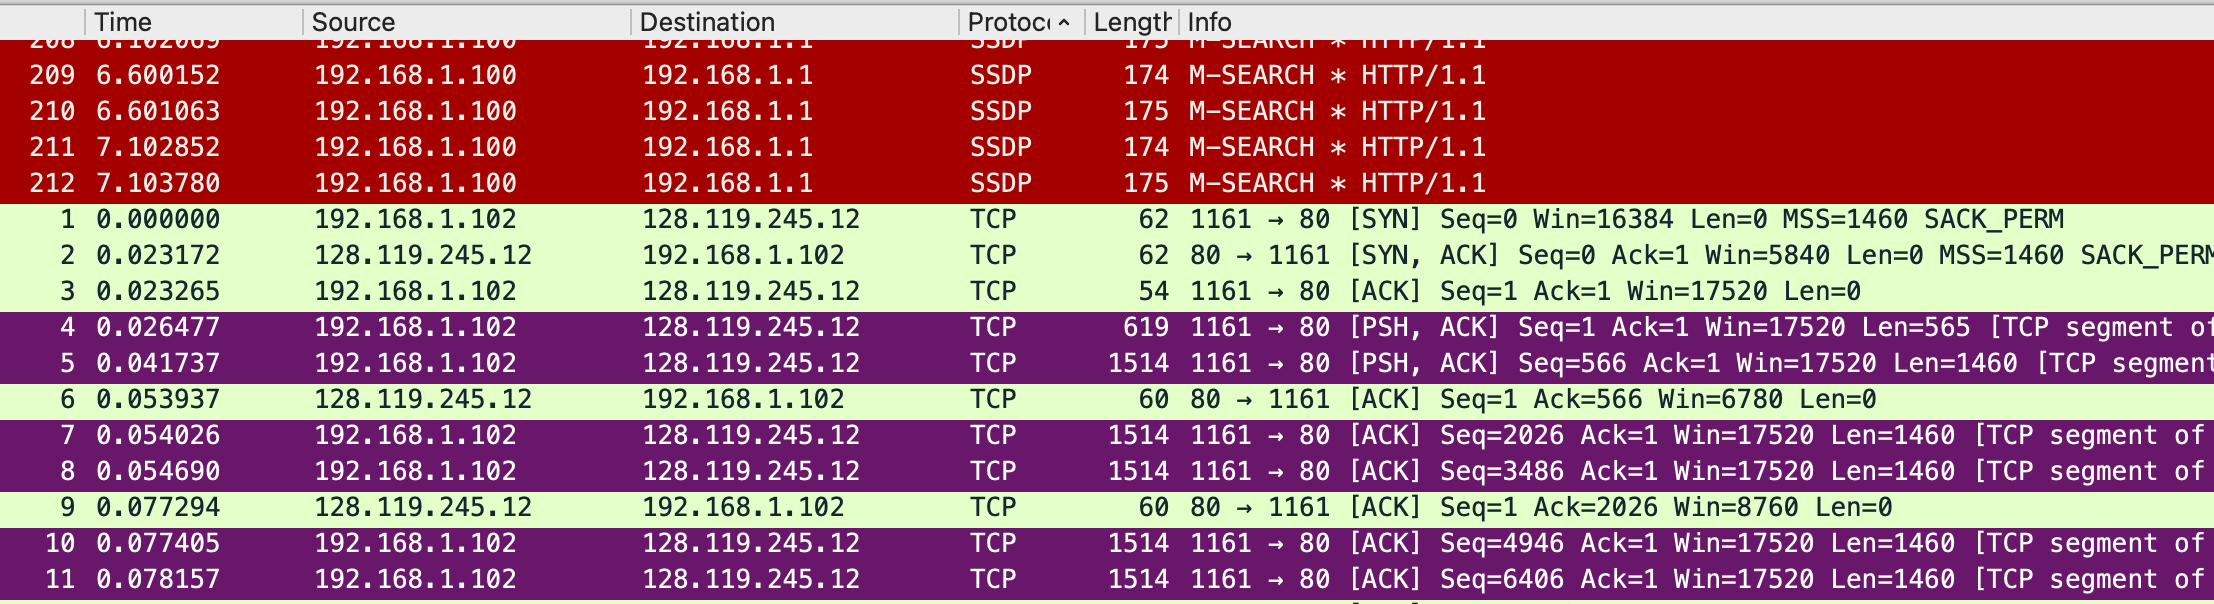 Time Source Destination Protoc Length Info
208 6.102069 192.168.1.100 192.168.1.1 SSDP 175 M-SEARCH * HTTP/1.1
209 6.600152 192.168.1.100 192.168.1.1 SSDP 174 M-SEARCH * HTTP/1.1
210 6.601063 192.168.1.100 192.168.1.1 SSDP 175 M-SEARCH * HTTP/1.1
211 7.102852 192.168.1.100 192.168.1.1 SSDP 174 M-SEARCH * HTTP/1.1
212 7.103780 192.168.1.100 192.168.1.1 SSDP 175 M-SEARCH * HTTP/1.1
1 0.000000 192.168.1.102 128.119.245.12 TCP 62 1161 → 80 [SYN] Seq=0 Win=16384 Len=0 MSS=1460 SACK_PERM
2 0.023172 128.119.245.12 192.168.1.102 TCP 62 80 → 1161 [SYN, ACK] Seq=0 Ack=1 Win=5840 Len=0 MSS=1460 SACK_PERM
3 0.023265 192.168.1.102 128.119.245.12 TCP 54 1161 → 80 [ACK] Seq=1 Ack=1 Win=17520 Len=0
4 0.026477 192.168.1.102 128.119.245.12 TCP 619 1161 → 80 [PSH, ACK] Seq=1 Ack=1 Win=17520 Len=565 [TCP segment of
5 0.041737 192.168.1.102 128.119.245.12 TCP 1514 1161 → 80 [PSH, ACK] Seq=566 Ack=1 Win=17520 Len=1460 [TCP segment
6 0.053937 128.119.245.12 192.168.1.102 TCP 60 80 → 1161 [ACK] Seq=1 Ack=566 Win=6780 Len=0
7 0.054026 192.168.1.102 128.119.245.12 TCP 1514 1161 → 80 [ACK] Seq=2026 Ack=1 Win=17520 Len=1460 [TCP segment of
8 0.054690 192.168.1.102 128.119.245.12 TCP 1514 1161 → 80 [ACK] Seq=3486 Ack=1 Win=17520 Len=1460 [TCP segment of
9 0.077294 128.119.245.12 192.168.1.102 TCP 60 80 → 1161 [ACK] Seq=1 Ack=2026 Win=8760 Len=0
10 0.077405 192.168.1.102 128.119.245.12 TCP 1514 1161 → 80 [ACK] Seq=4946 Ack=1 Win=17520 Len=1460 [TCP segment of
11 0.078157 192.168.1.102 128.119.245.12 TCP 1514 1161 → 80 [ACK] Seq=6406 Ack=1 Win=17520 Len=1460 [TCP segment of